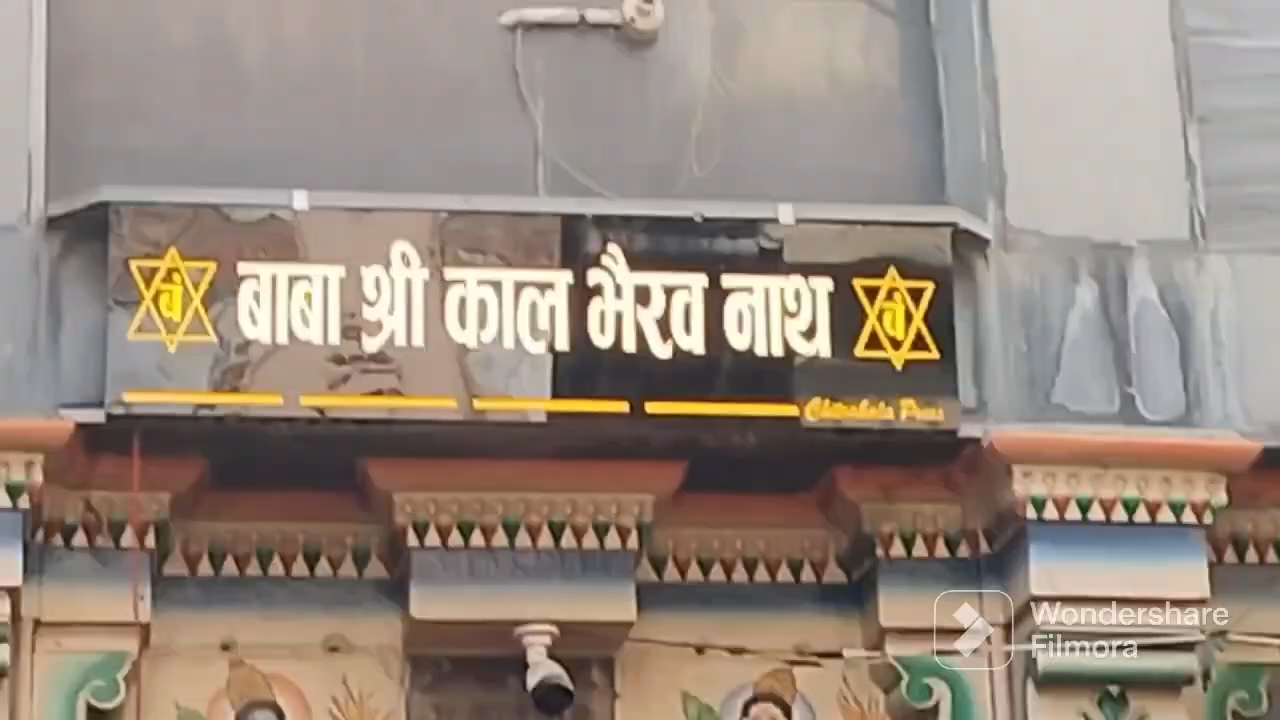 वं बाबा श्री काल भैरव नाथ वं
Wondershare
Filmora